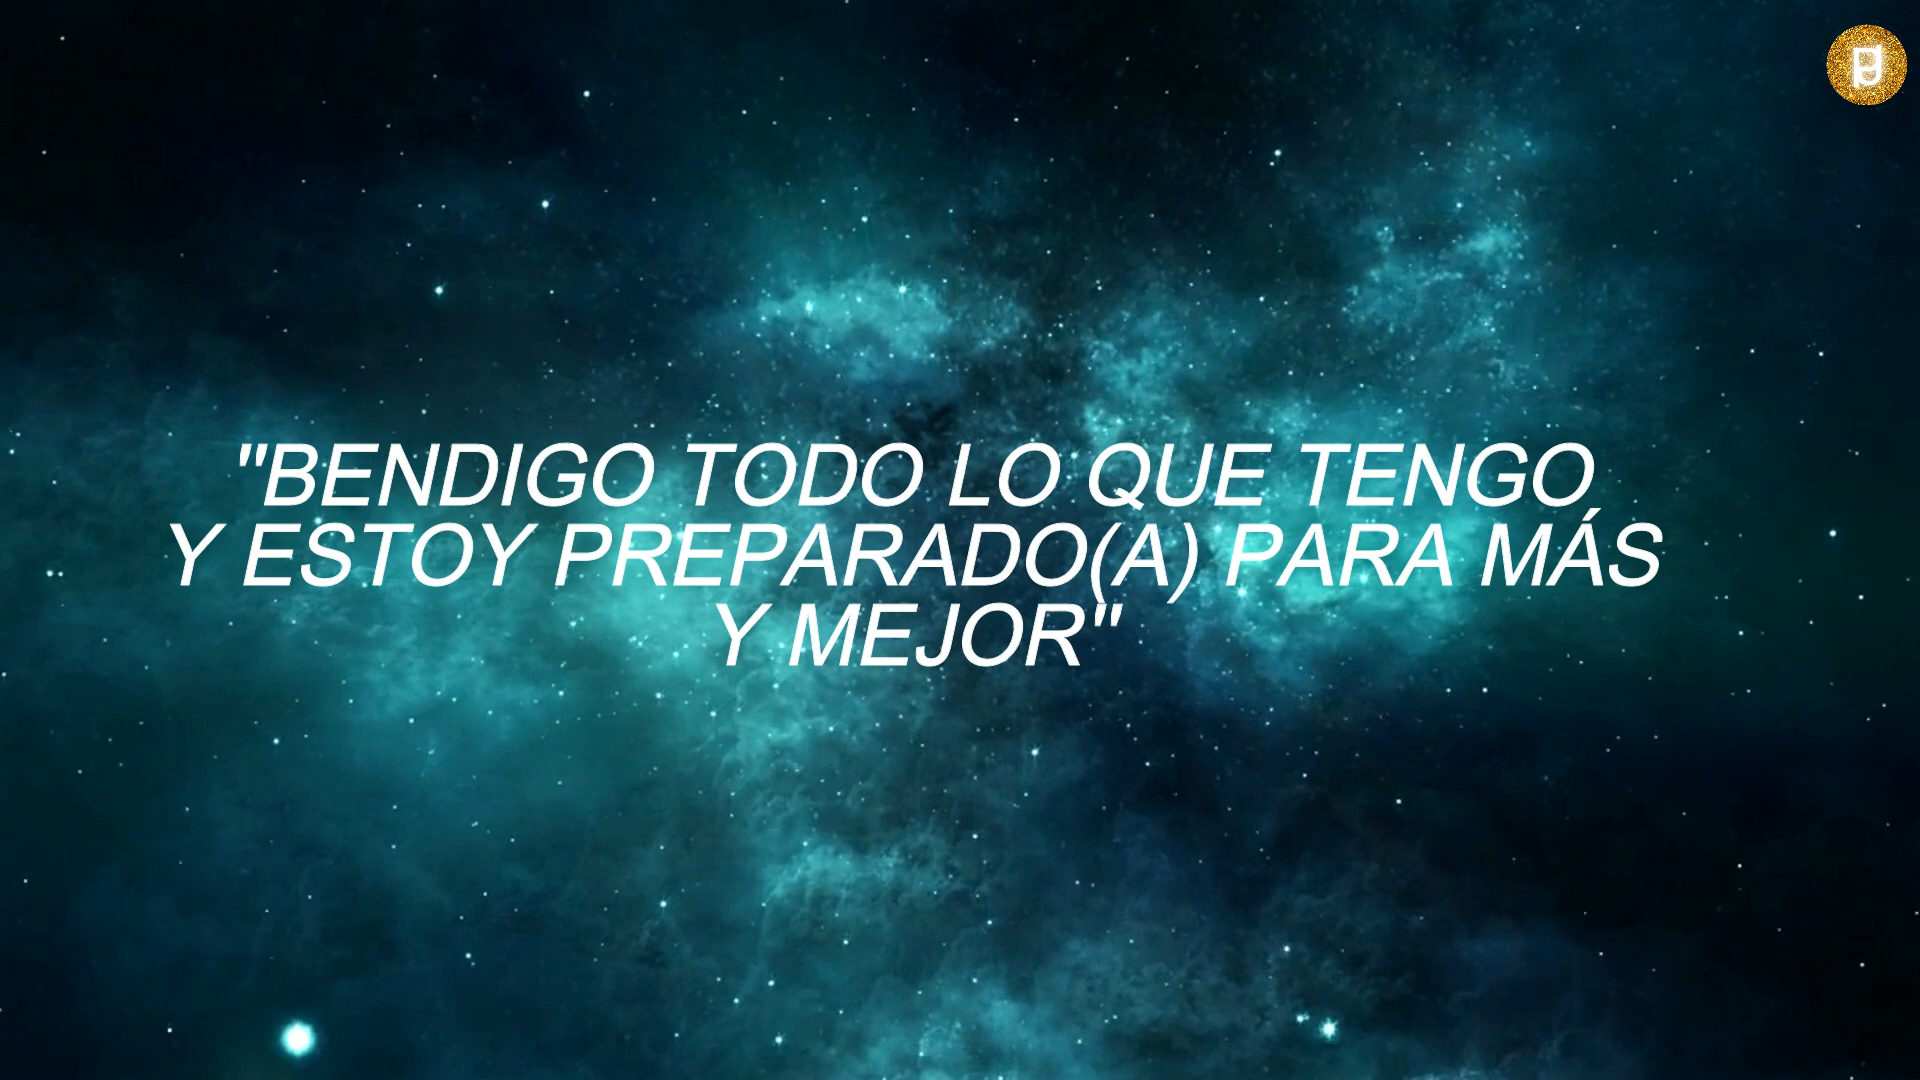 "BENDIGO TODO LO QUE TENGO
Y ESTOY PREPARADO(A) PARA MÁS
Y MEJOR"